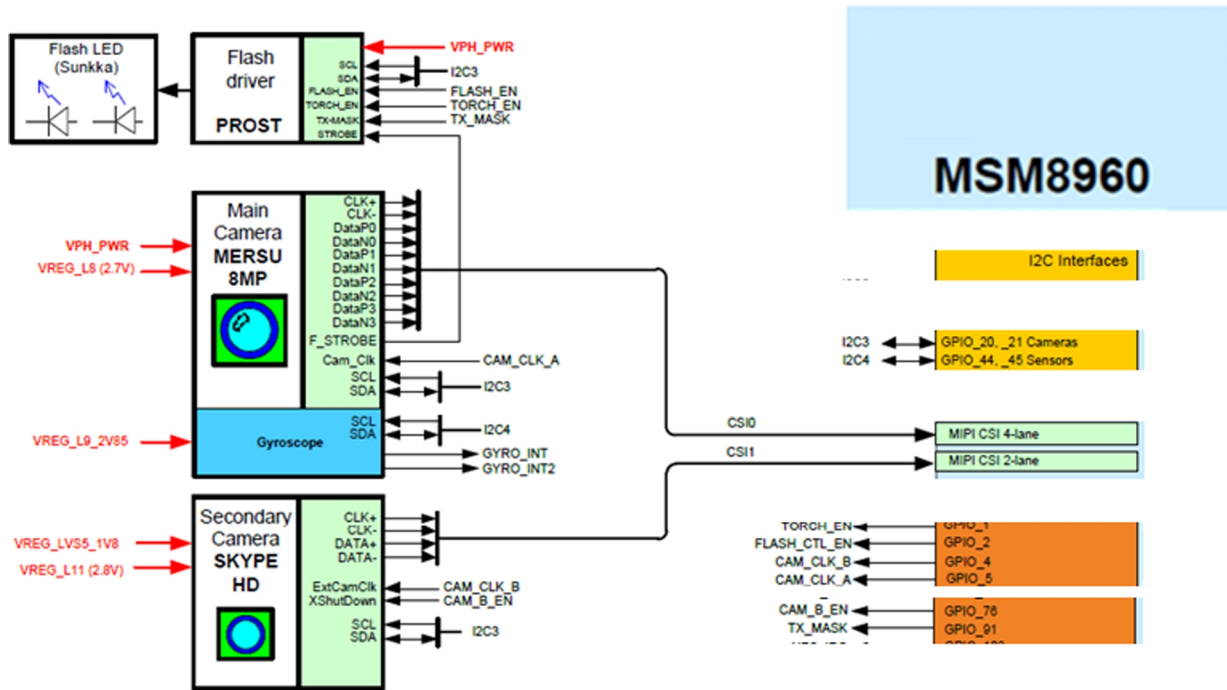 Flash LED
(Sunkka)
Flash
driver
PROST
SCL
SDA
FLASH_EN
TORCH_EN
TX-MASK
STROBE
VPH_PWR
I2C3
FLASH_EN
TORCH_EN
TX_MASK
MSM8960
Main
Camera
MERSU
8MP
VPH_PWR
VREG_L8 (2.7V)
CLK+
CLK-
DataP0
DataN0
DataP1
DataN1
DataP2
DataN2
DataP3
DataN3
F_STROBE
Cam_Clk
SCL
SDA
CAM_CLK_A
I2C3
VREG_L9_2V85
Gyroscope
SCL
SDA
I2C4
GYRO_INT
GYRO_INT2
I2C Interfaces
I2C3
GPIO_20, _21 Cameras
I2C4
GPIO_44, _45 Sensors
CSI0
MIPI CSI 4-lane
CSI1
MIPI CSI 2-lane
Secondary
Camera
SKYPE
HD
VREG_LVS5_1V8
VREG_L11 (2.8V)
CLK+
CLK-
DATA+
DATA-
ExtCamClk
XShutDown
SCL
SDA
CAM_CLK_B
CAM_B_EN
I2C3
TORCH_EN
GPIO_1
FLASH_CTL_EN
GPIO_2
CAM_CLK_B
GPIO_4
CAM_CLK_A
GPIO_5
CAM_B_EN
GPIO_76
TX_MASK
GPIO_91